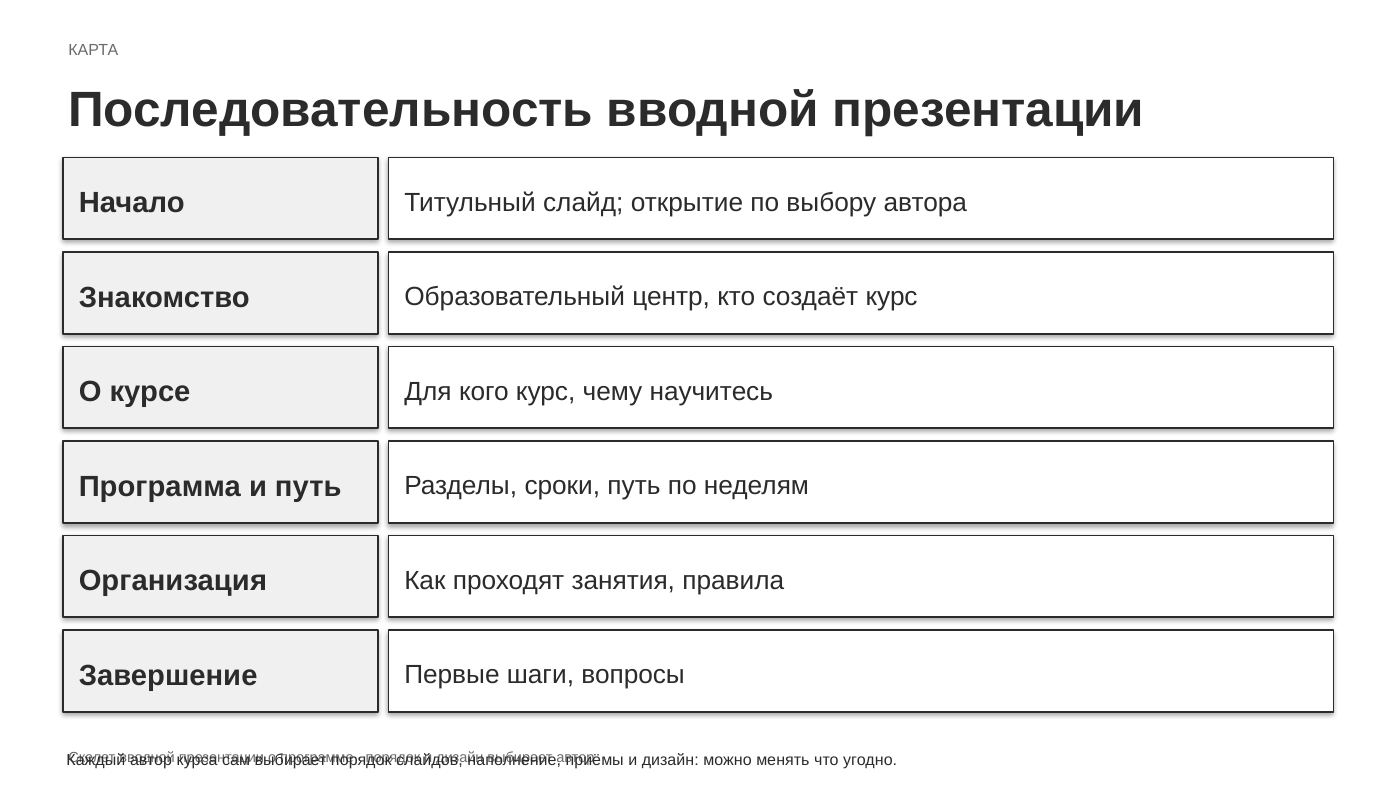 КАРТА
Последовательность вводной презентации
Начало
Титульный слайд; открытие по выбору автора
Знакомство
Образовательный центр, кто создаёт курс
О курсе
Для кого курс, чему научитесь
Программа и путь
Разделы, сроки, путь по неделям
Организация
Как проходят занятия, правила
Завершение
Первые шаги, вопросы
Каждый автор курса сам выбирает порядок слайдов, наполнение, приёмы и дизайн: можно менять что угодно.